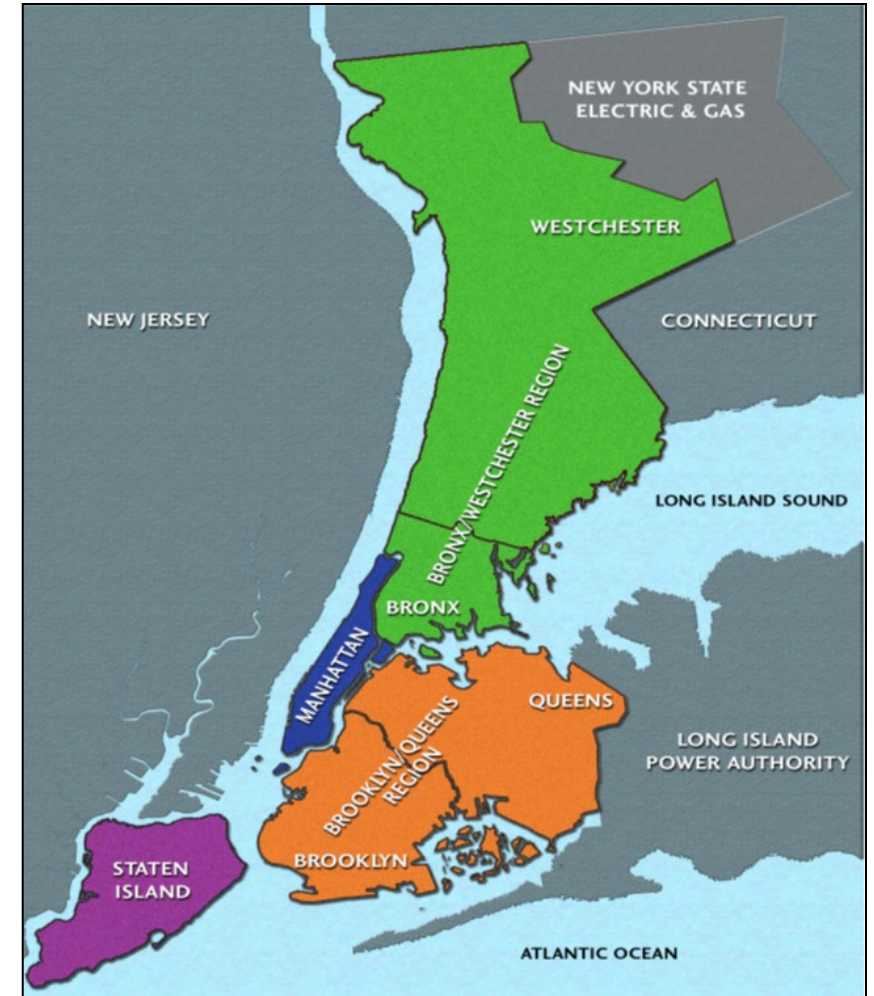 NEW YORK STATE
ELECTRIC & GAS
WESTCHESTER
NEW JERSEY
CONNECTICUT
BRONX/WESTCHESTER REGION
LONG ISLAND SOUND
BRONX
MANHATTAN
QUEENS
BROOKLYN/QUEENS
REGION
LONG ISLAND
POWER AUTHORITY
BROOKLYN
STATEN
ISLAND
ATLANTIC OCEAN